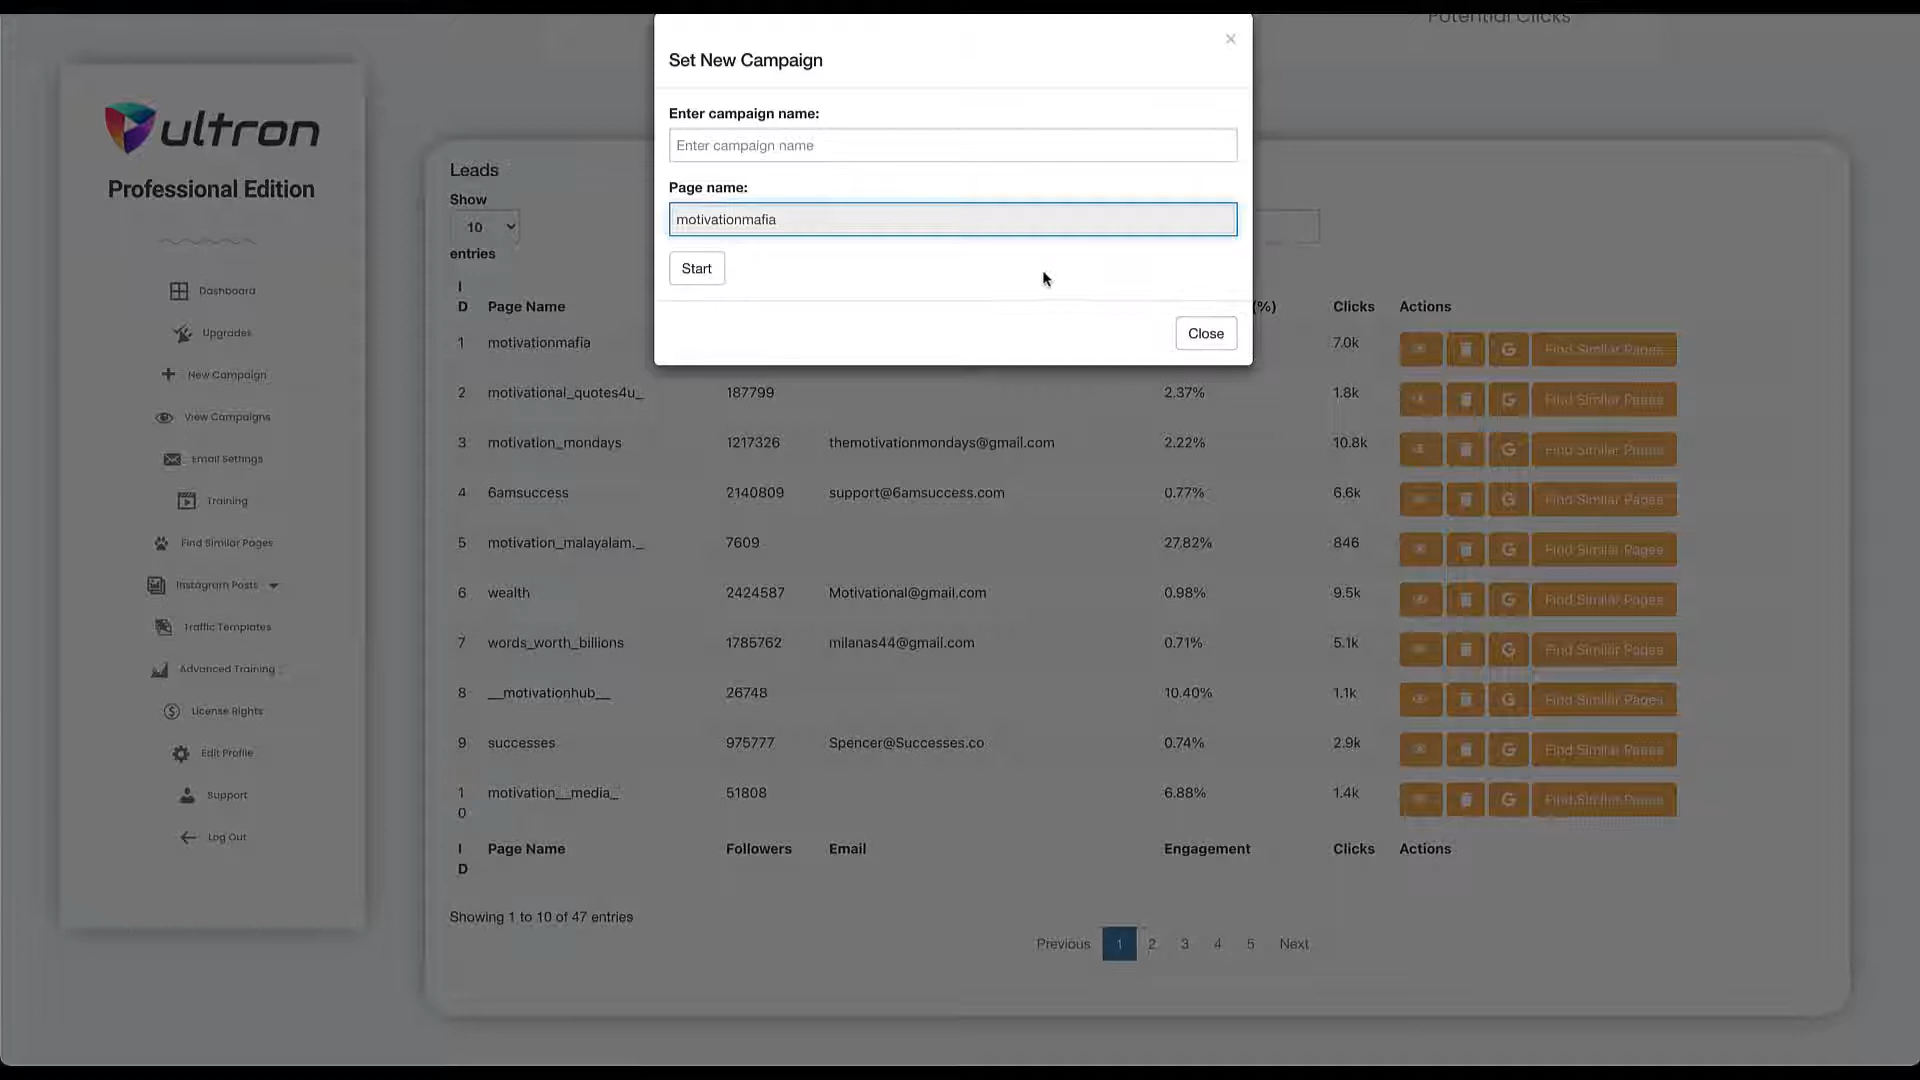 Potential Clicks
×
Set New Campaign
Enter campaign name:
Enter campaign name
Page name:
motivationmafia
Start
Close
ultron
Professional Edition
Dashboard
Upgrades
New Campaign
View Campaigns
Email Settings
Training
Find Similar Pages
Instagram Posts
Traffic Templates
Advanced Training
License Rights
Edit Profile
Support
Log Out
Leads
Show
10
entries
ID Page Name (%) Clicks Actions
1 motivationmafia 7.0k G Find Similar Pages
2 motivational_quotes4u_ 187799 2.37% 1.8k G Find Similar Pages
3 motivation_mondays 1217326 themotivationmondays@gmail.com 2.22% 10.8k G Find Similar Pages
4 6amsuccess 2140809 support@6amsuccess.com 0.77% 6.6k G Find Similar Pages
5 motivation_malayalam._ 7609 27.82% 846 G Find Similar Pages
6 wealth 2424587 Motivational@gmail.com 0.98% 9.5k G Find Similar Pages
7 words_worth_billions 1785762 milanas44@gmail.com 0.71% 5.1k G Find Similar Pages
8 __motivationhub__ 26748 10.40% 1.1k G Find Similar Pages
9 successes 975777 Spencer@Successes.co 0.74% 2.9k G Find Similar Pages
10 motivation__media_ 51808 6.88% 1.4k G Find Similar Pages
ID Page Name Followers Email Engagement Clicks Actions
Showing 1 to 10 of 47 entries
Previous 1 2 3 4 5 Next